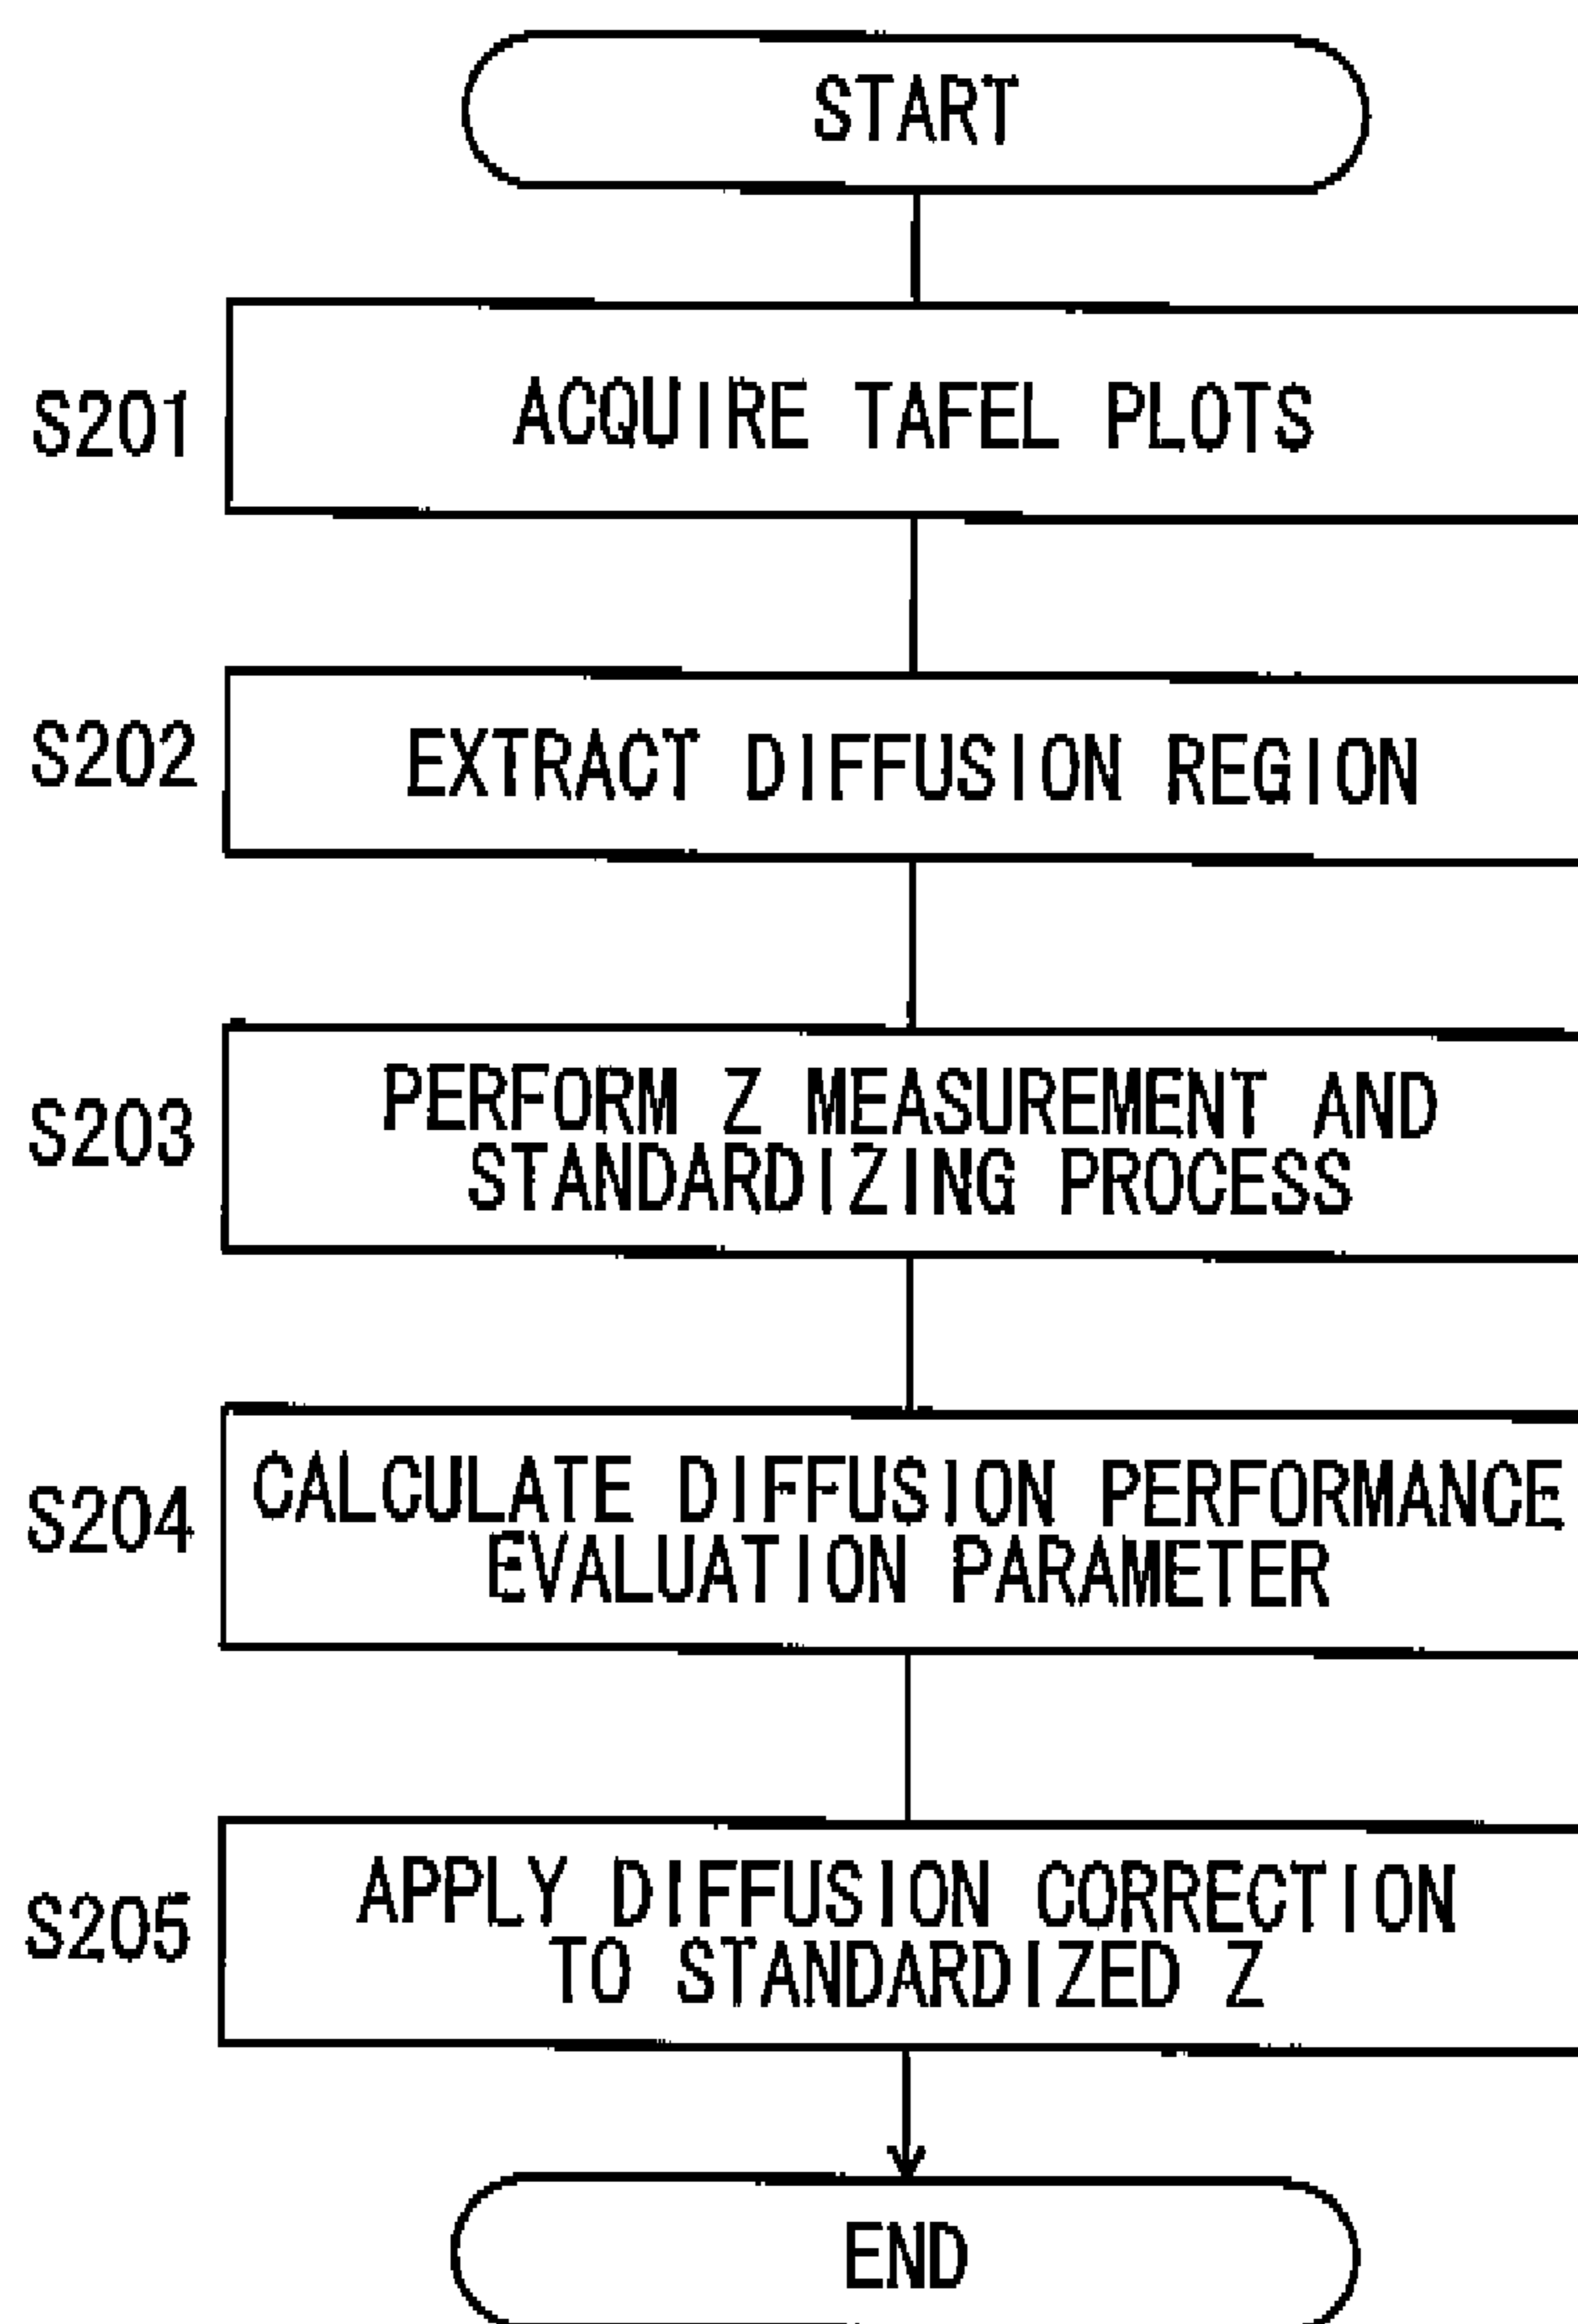 START
S201
ACQUIRE TAFEL PLOTS
S202
EXTRACT DIFFUSION REGION
S203
PERFORM Z MEASUREMENT AND
STANDARDIZING PROCESS
S204
CALCULATE DIFFUSION PERFORMANCE
EVALUATION PARAMETER
S205
APPLY DIFFUSION CORRECTION
TO STANDARDIZED Z
END